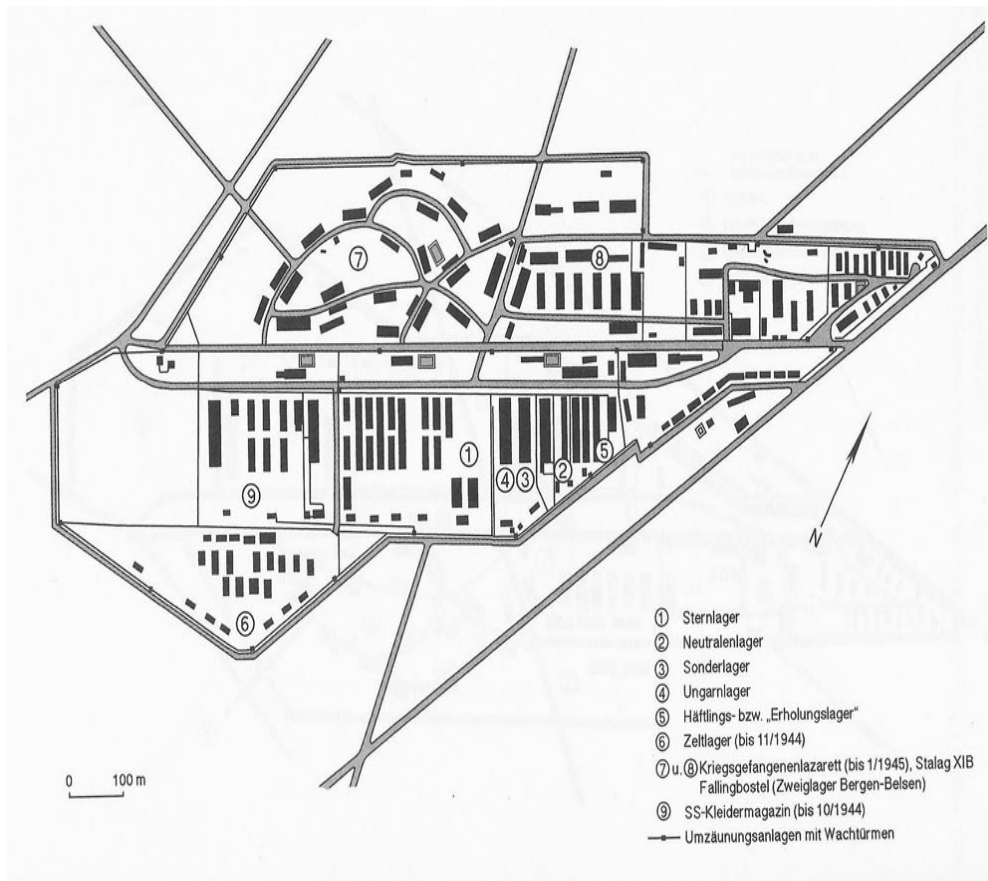 7
8
1
5
2
4
3
9
6
N
0 100 m
① Sternlager
② Neutralenlager
③ Sonderlager
④ Ungarnlager
⑤ Häftlings- bzw. „Erholungslager“
⑥ Zeltlager (bis 11/1944)
⑦ u. ⑧ Kriegsgefangenenlazarett (bis 1/1945), Stalag XIB
Fallingbostel (Zweiglager Bergen-Belsen)
⑨ SS-Kleidermagazin (bis 10/1944)
Umzäunungsanlagen mit Wachtürmen